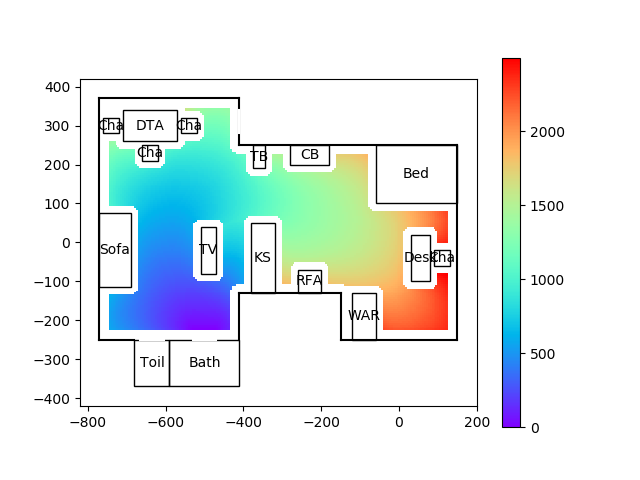 400
300
200
100
0
−100
−200
−300
−400
−800
−600
−400
−200
0
200
Cha
DTA
Cha
Cha
TB
CB
Bed
Sofa
TV
KS
RFA
Desk
Cha
WAR
Toil
Bath
2000
1500
1000
500
0